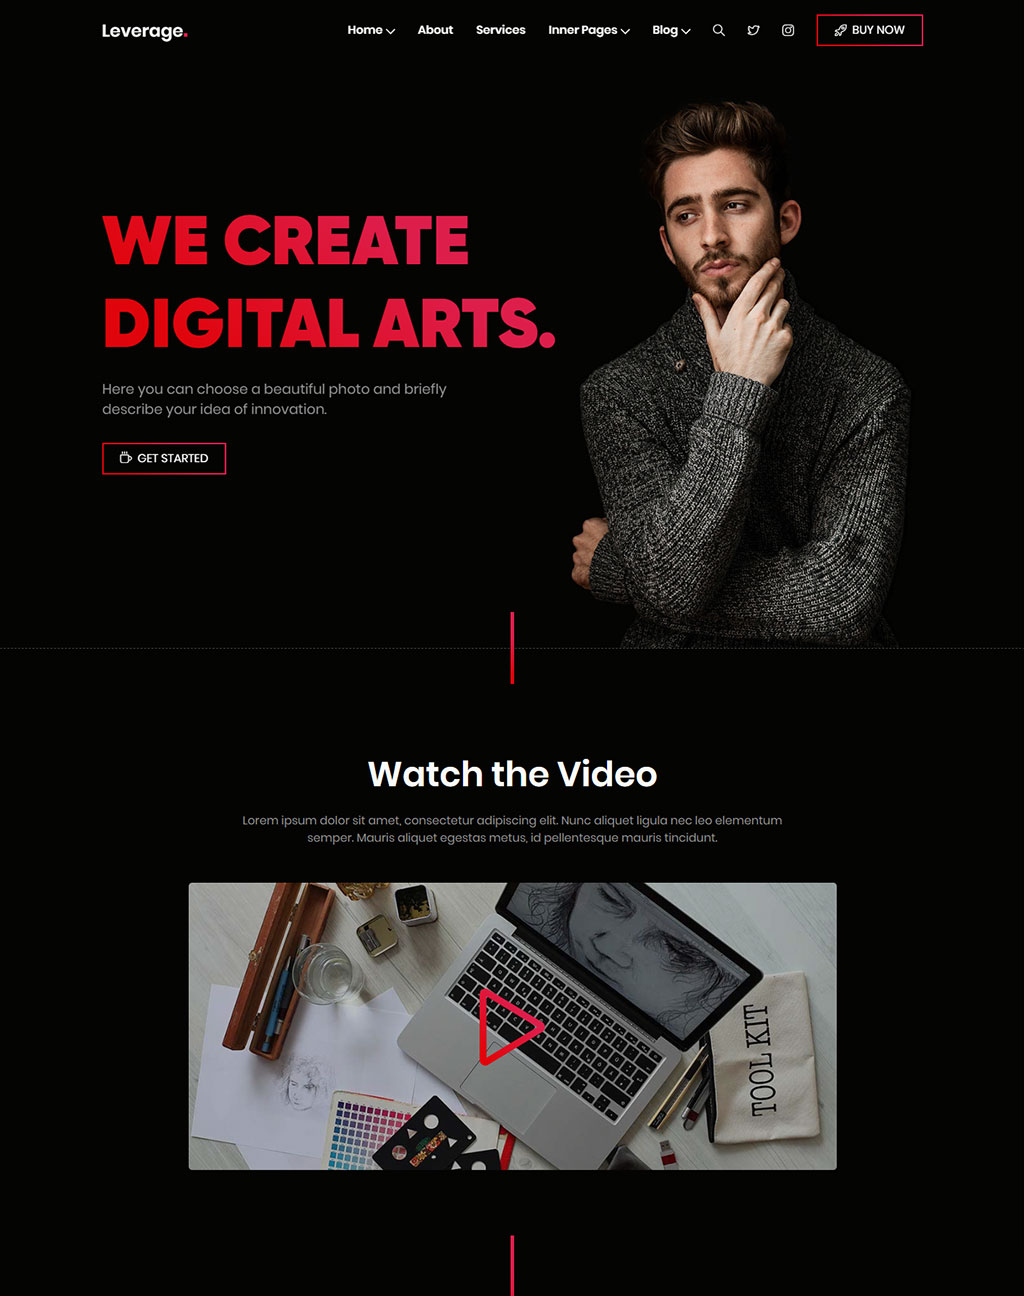 Leverage.
Home
About
Services
Inner Pages
Blog
BUY NOW
WE CREATE
DIGITAL ARTS.
Here you can choose a beautiful photo and briefly
describe your idea of innovation.
GET STARTED
Watch the Video
Lorem ipsum dolor sit amet, consectetur adipiscing elit. Nunc aliquet ligula nec leo elementum
semper. Mauris aliquet egestas metus, id pellentesque mauris tincidunt.
TOOL KIT